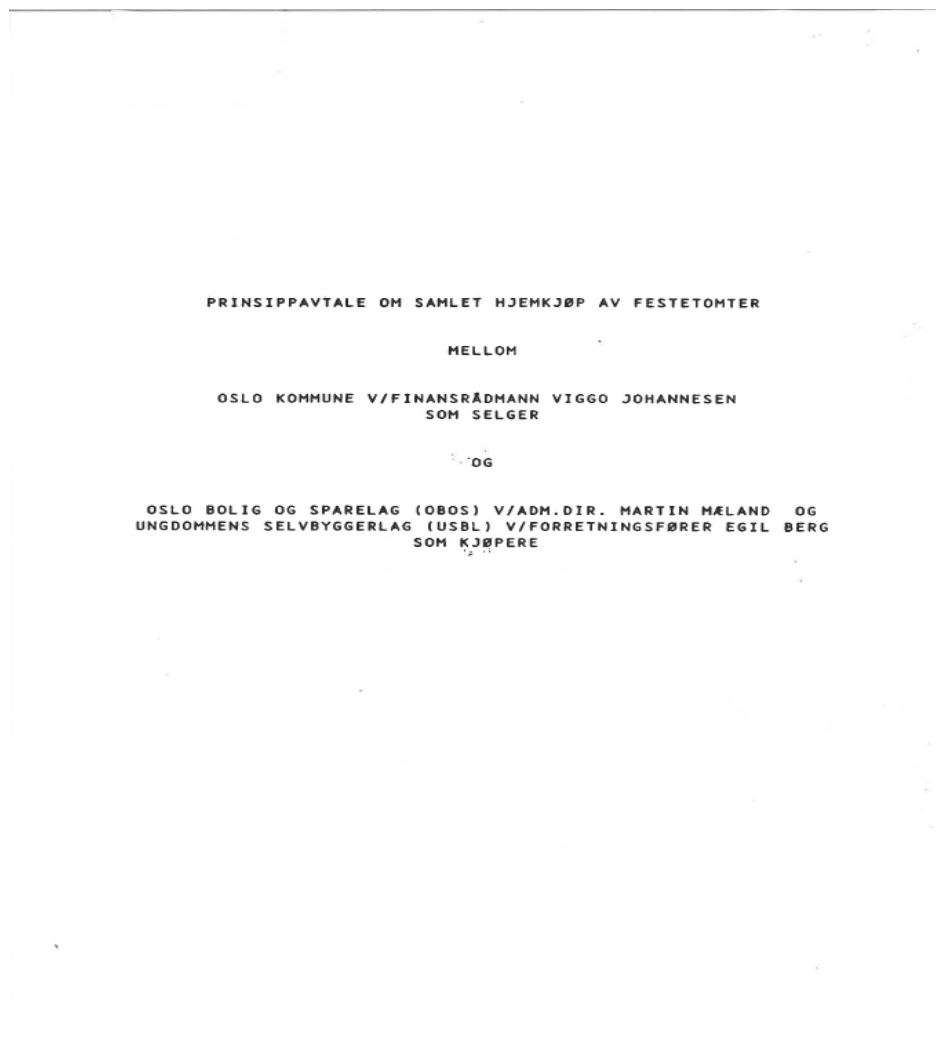 PRINSIPPAVTALE OM SAMLET HJEMKJØP AV FESTETOMTER
MELLOM
OSLO KOMMUNE V/FINANSRÅDMANN VIGGO JOHANNESEN
SOM SELGER
OG
OSLO BOLIG OG SPARELAG (OBOS) V/ADM.DIR. MARTIN MÆLAND OG
UNGDOMMENS SELVBYGGERLAG (USBL) V/FORRETNINGSFØRER EGIL BERG
SOM KJØPERE